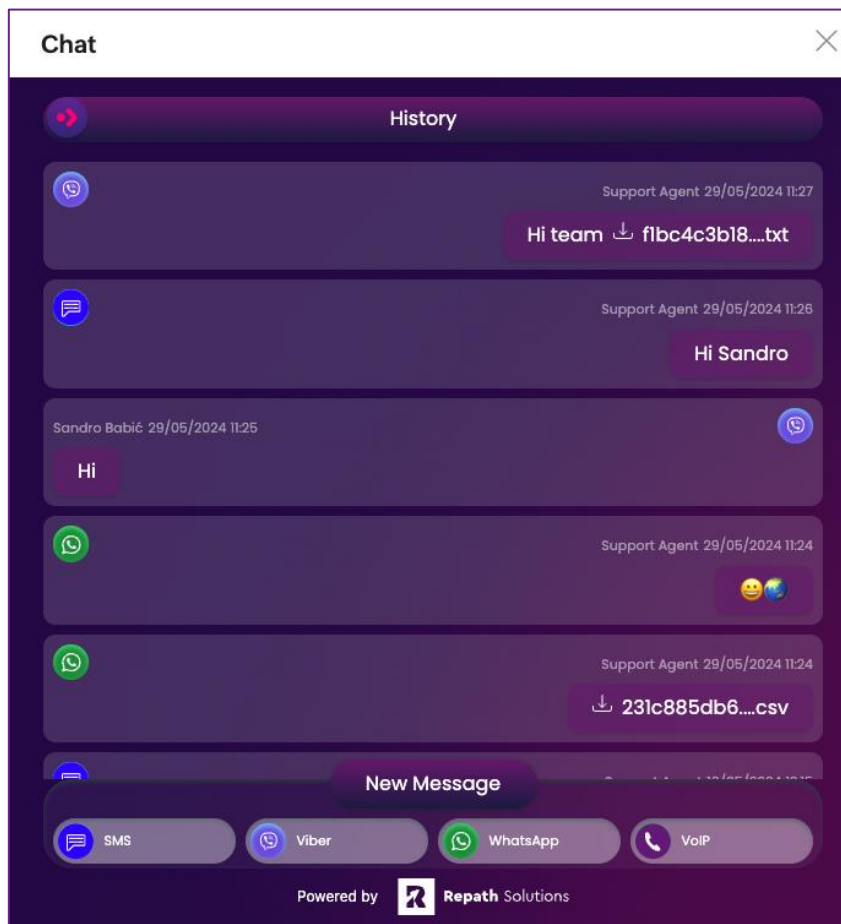 Chat
History
Support Agent 29/05/2024 11:27
Hi team f1bc4c3b18....txt
Support Agent 29/05/2024 11:26
Hi Sandro
Sandro Babić 29/05/2024 11:25
Hi
Support Agent 29/05/2024 11:24
😀🌏
Support Agent 29/05/2024 11:24
231c885db6....csv
New Message
SMS
Viber
WhatsApp
VoIP
Powered by Repath Solutions